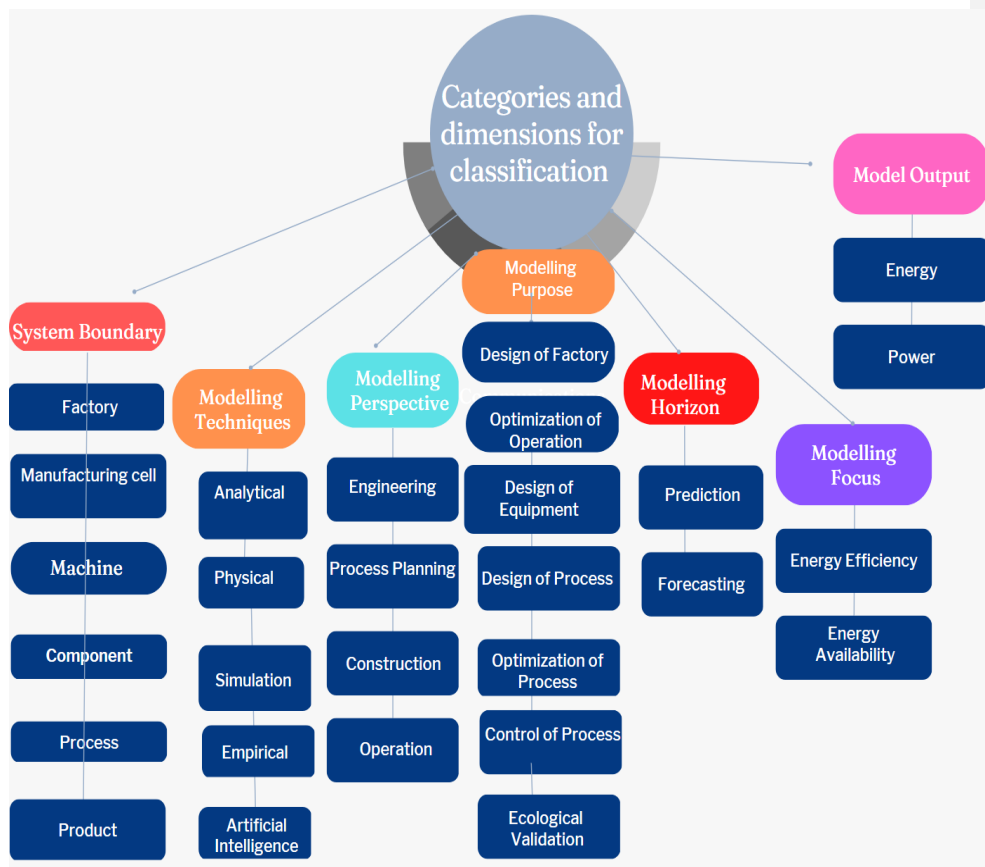 Categories and
dimensions for
classification
Model Output
Energy
Power
Modelling
Purpose
Design of Factory
Optimization of
Operation
Design of
Equipment
Design of Process
Optimization of
Process
Control of Process
Ecological
Validation
System Boundary
Factory
Manufacturing cell
Machine
Component
Process
Product
Modelling
Techniques
Analytical
Physical
Simulation
Empirical
Artificial
Intelligence
Modelling
Perspective
Engineering
Process Planning
Construction
Operation
Modelling
Horizon
Prediction
Forecasting
Modelling
Focus
Energy Efficiency
Energy
Availability